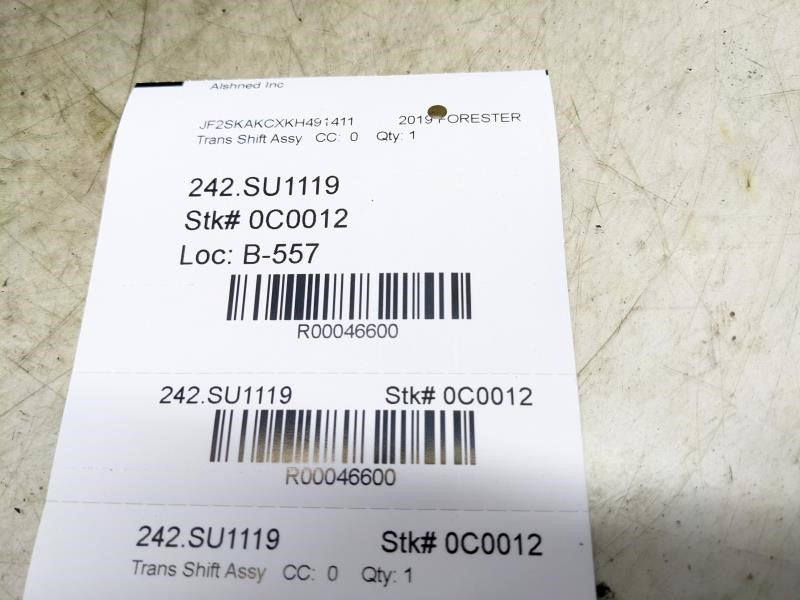 Alshned Inc
JF2SKAKCXKH491411 2019 FORESTER
Trans Shift Assy CC: 0 Qty: 1
242.SU1119
Stk# 0C0012
Loc: B-557
R00046600
242.SU1119 Stk# 0C0012
R00046600
242.SU1119 Stk# 0C0012
Trans Shift Assy CC: 0 Qty: 1